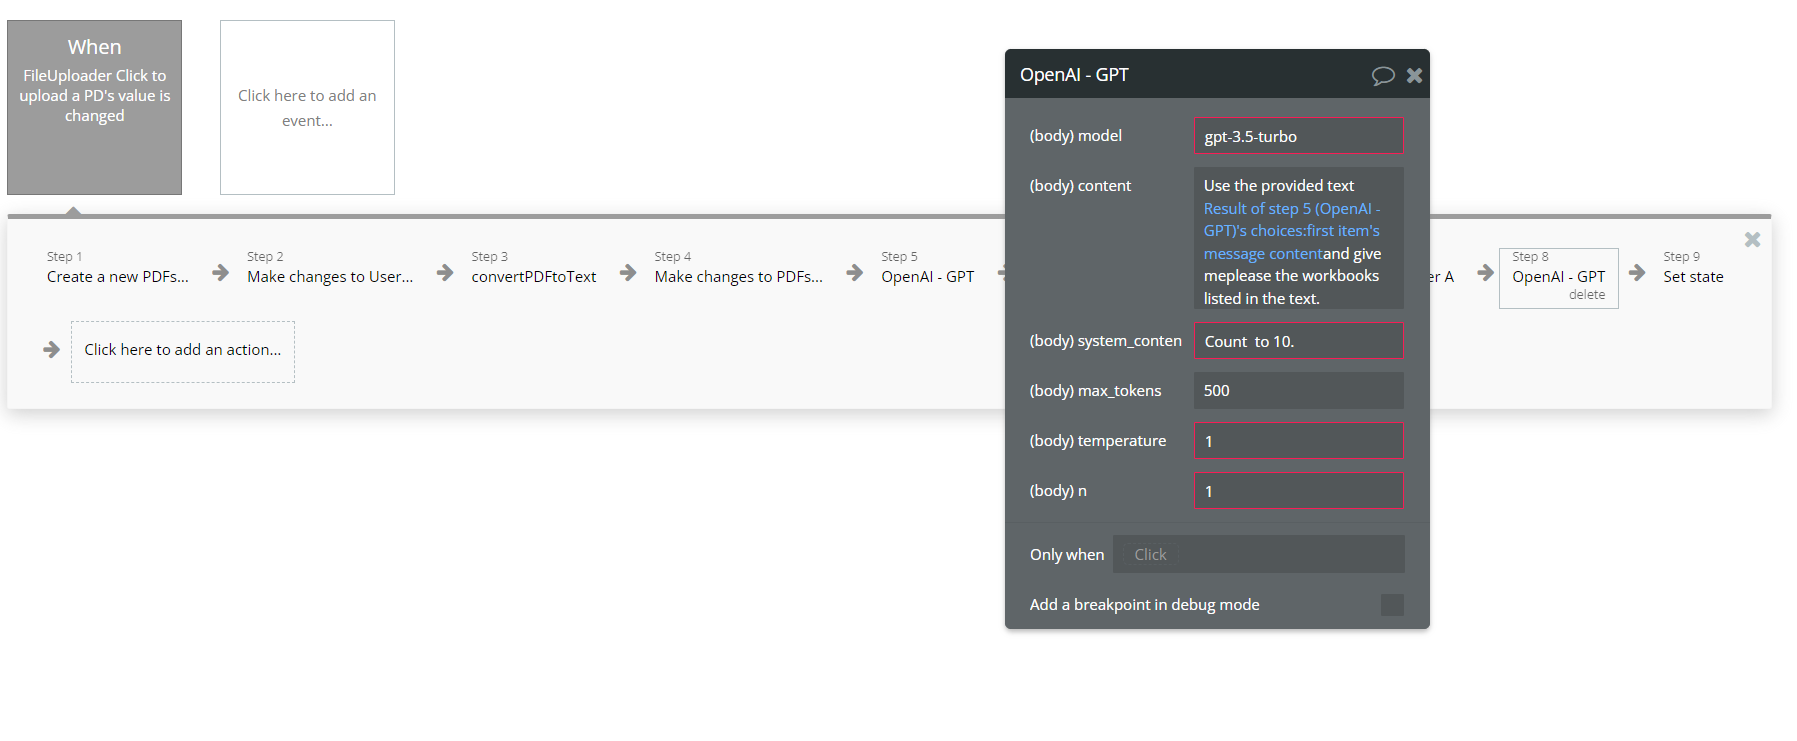 When
FileUploader Click to
upload a PD's value is
changed
Click here to add an
event...
Step 1
Create a new PDFs...
Step 2
Make changes to User...
Step 3
convertPDFtoText
Step 4
Make changes to PDFs...
Step 5
OpenAI - GPT
er A
Step 8
OpenAI - GPT
delete
Step 9
Set state
Click here to add an action...
OpenAI - GPT
(body) model
gpt-3.5-turbo
(body) content
Use the provided text
Result of step 5 (OpenAI -
GPT)'s choices:first item's
message contentand give
meplease the workbooks
listed in the text.
(body) system_conten
Count  to 10.
(body) max_tokens
500
(body) temperature
1
(body) n
1
Only when
Click
Add a breakpoint in debug mode